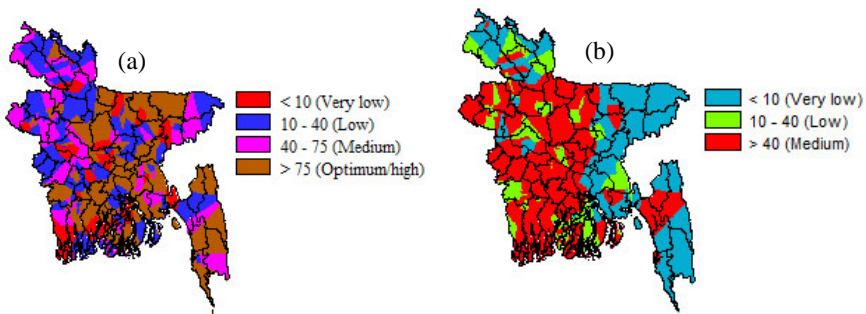 (a)
< 10 (Very low)
10 - 40 (Low)
40 - 75 (Medium)
> 75 (Optimum/high)
(b)
< 10 (Very low)
10 - 40 (Low)
> 40 (Medium)